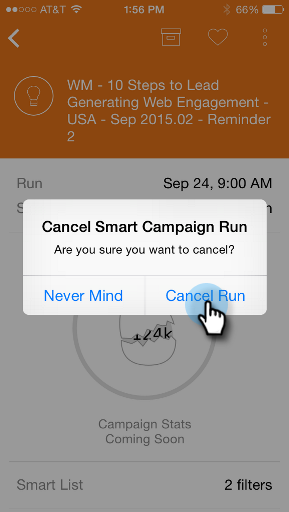 AT&T 1:56 PM 66%
WM - 10 Steps to Lead
Generating Web Engagement -
USA - Sep 2015.02 - Reminder
2
Run Sep 24, 9:00 AM
Cancel Smart Campaign Run
Are you sure you want to cancel?
Never Mind Cancel Run
124k
Campaign Stats
Coming Soon
Smart List 2 filters